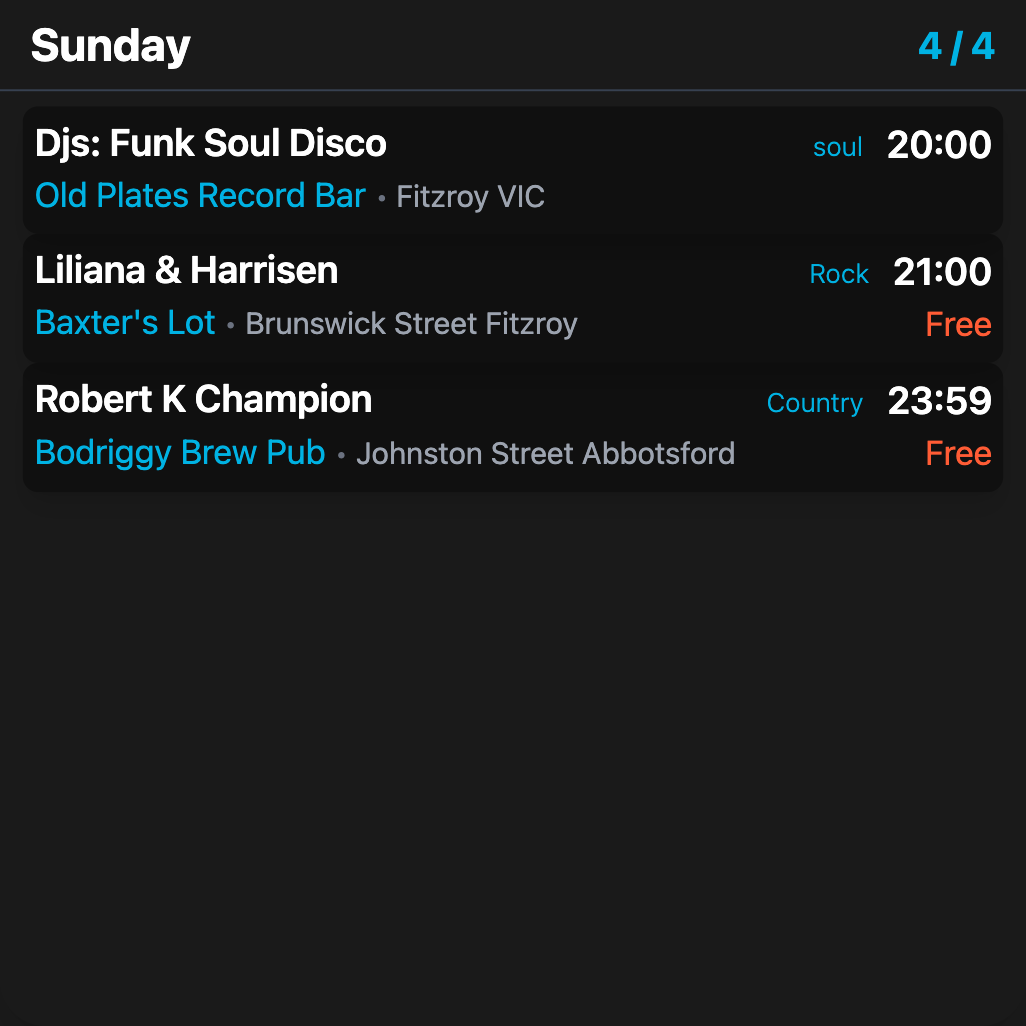 Sunday 4 / 4
Djs: Funk Soul Disco soul 20:00
Old Plates Record Bar • Fitzroy VIC
Liliana & Harrisen Rock 21:00
Baxter's Lot • Brunswick Street Fitzroy Free
Robert K Champion Country 23:59
Bodriggy Brew Pub • Johnston Street Abbotsford Free